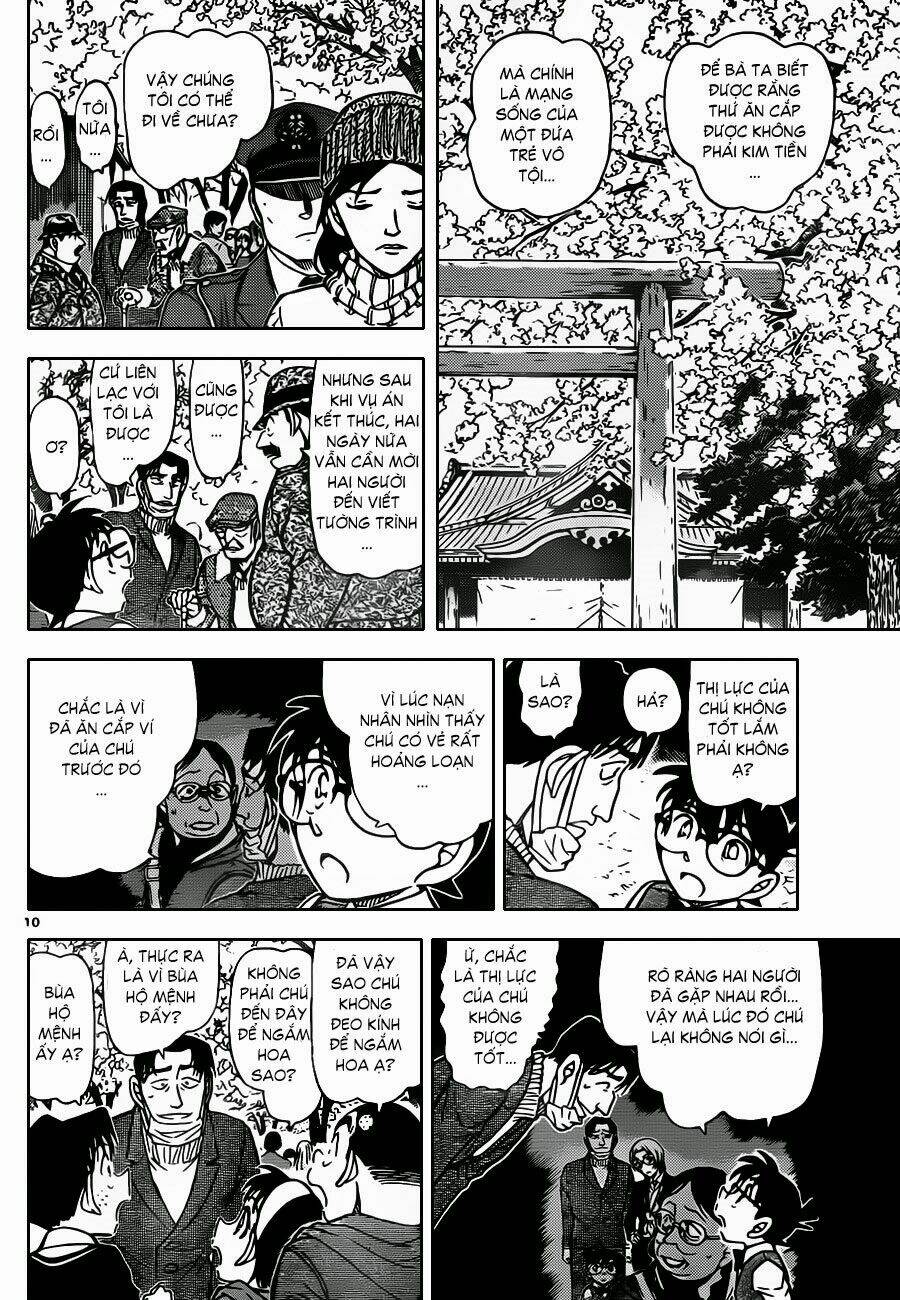 ĐỂ BÀ TA BIẾT
ĐƯỢC RẰNG
THỨ ĂN CẮP
ĐƯỢC KHÔNG
PHẢI KIM TIỀN
...
MÀ CHÍNH
LÀ MẠNG
SỐNG CỦA
MỘT ĐỨA
TRẺ VÔ
TỘI...
VẬY CHÚNG
TÔI CÓ THỂ
ĐI VỀ CHƯA?
TÔI
NỮA
...
RỒI
...
NHƯNG SAU
KHI VỤ ÁN
KẾT THÚC, HAI
NGÀY NỮA
VẪN CẦN MỜI
HAI NGƯỜI
ĐẾN VIẾT
TƯỜNG TRÌNH
...
CŨNG
ĐƯỢC
...
CỨ LIÊN
LẠC VỚI
TÔI LÀ
ĐƯỢC
...
Ơ?
THỊ LỰC CỦA
CHÚ KHÔNG
TỐT LẮM
PHẢI KHÔNG
Ạ?
HẢ?
LÀ
SAO?
VÌ LÚC NẠN
NHÂN NHÌN THẤY
CHÚ CÓ VẺ RẤT
HOẢNG LOẠN
...
CHẮC LÀ VÌ
ĐÃ ĂN CẮP VÍ
CỦA CHÚ
TRƯỚC ĐÓ
...
10
RÕ RÀNG HAI NGƯỜI
ĐÃ GẶP NHAU RỒI...
VẬY MÀ LÚC ĐÓ CHÚ
LẠI KHÔNG NÓI GÌ...
Ừ, CHẮC
LÀ THỊ LỰC
CỦA CHÚ
KHÔNG
ĐƯỢC
TỐT...
ĐÃ VẬY
SAO CHÚ
KHÔNG
ĐEO KÍNH
ĐỂ NGẮM
HOA Ạ?
KHÔNG
PHẢI CHÚ
ĐẾN ĐÂY
ĐỂ NGẮM
HOA
SAO?
À, THỰC RA
LÀ VÌ BÙA
HỘ MỆNH
ĐẤY?
BÙA
HỘ
MỆNH
ẤY Ạ?